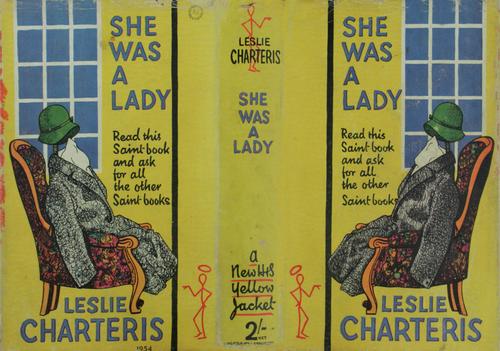 SHE
WAS
A
LADY
Read this
Saint book
and ask
for all
the other
Saint books
LESLIE
CHARTERIS
1954
LESLIE
CHARTERIS
SHE
WAS
A
LADY
a
New H&S
Yellow
Jacket
2/-
NET
SHE
WAS
A
LADY
Read this
Saint book
and ask
for all
the other
Saint books
LESLIE
CHARTERIS